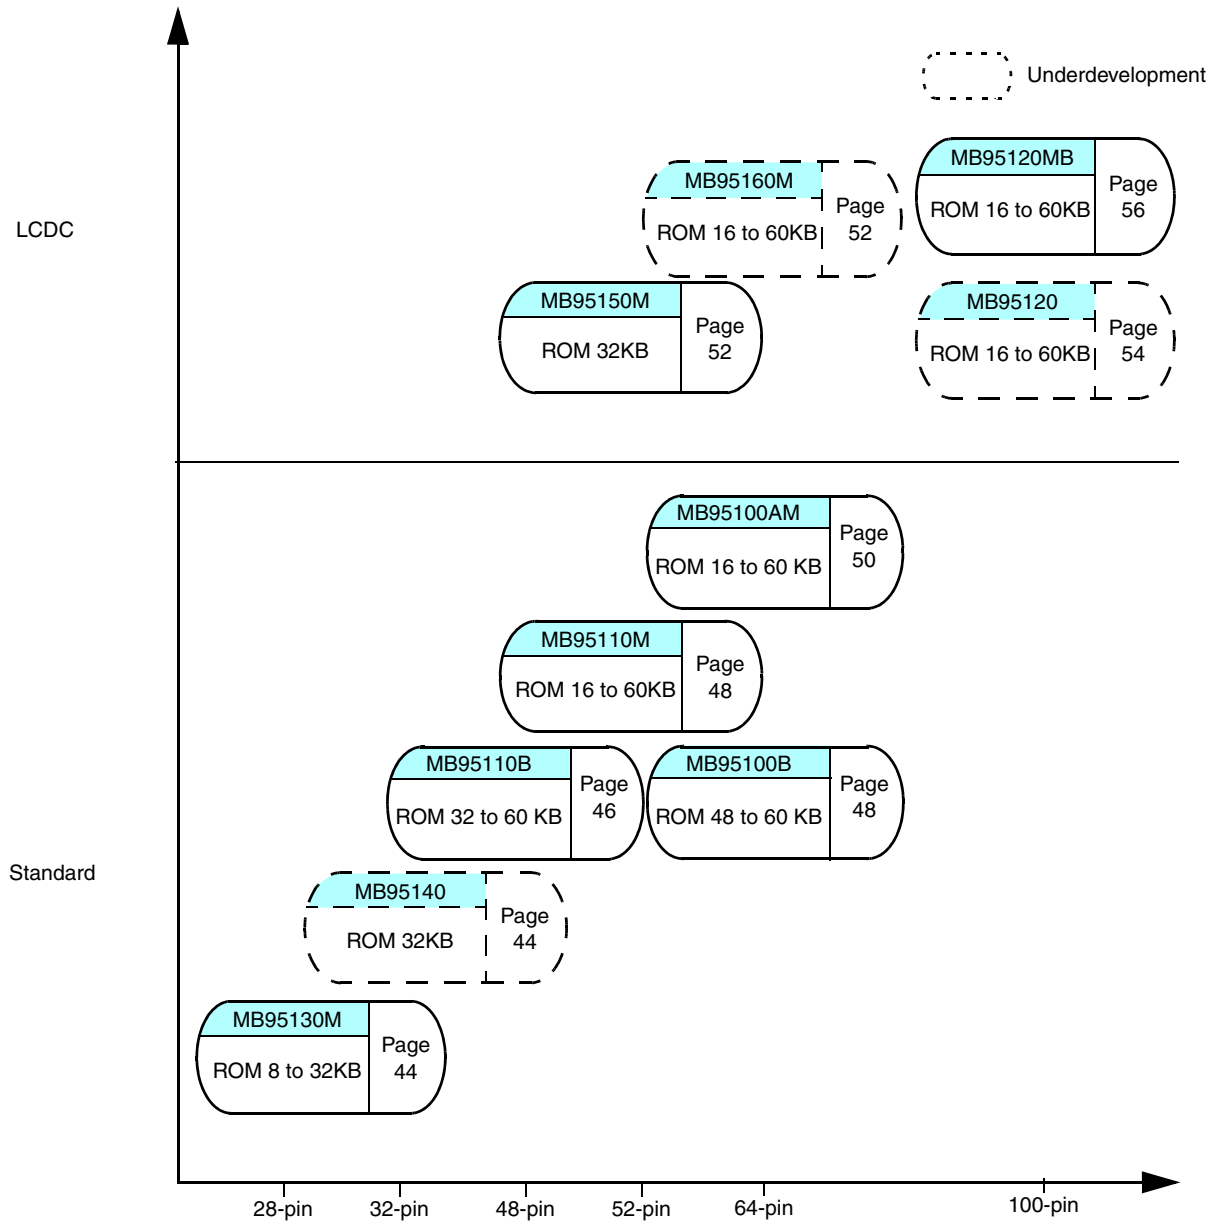 Underdevelopment
LCDC
MB95160M
ROM 16 to 60KB
Page
52
MB95120MB
ROM 16 to 60KB
Page
56
MB95150M
ROM 32KB
Page
52
MB95120
ROM 16 to 60KB
Page
54
MB95100AM
ROM 16 to 60 KB
Page
50
MB95110M
ROM 16 to 60KB
Page
48
MB95110B
ROM 32 to 60 KB
Page
46
MB95100B
ROM 48 to 60 KB
Page
48
Standard
MB95140
ROM 32KB
Page
44
MB95130M
ROM 8 to 32KB
Page
44
28-pin
32-pin
48-pin
52-pin
64-pin
100-pin